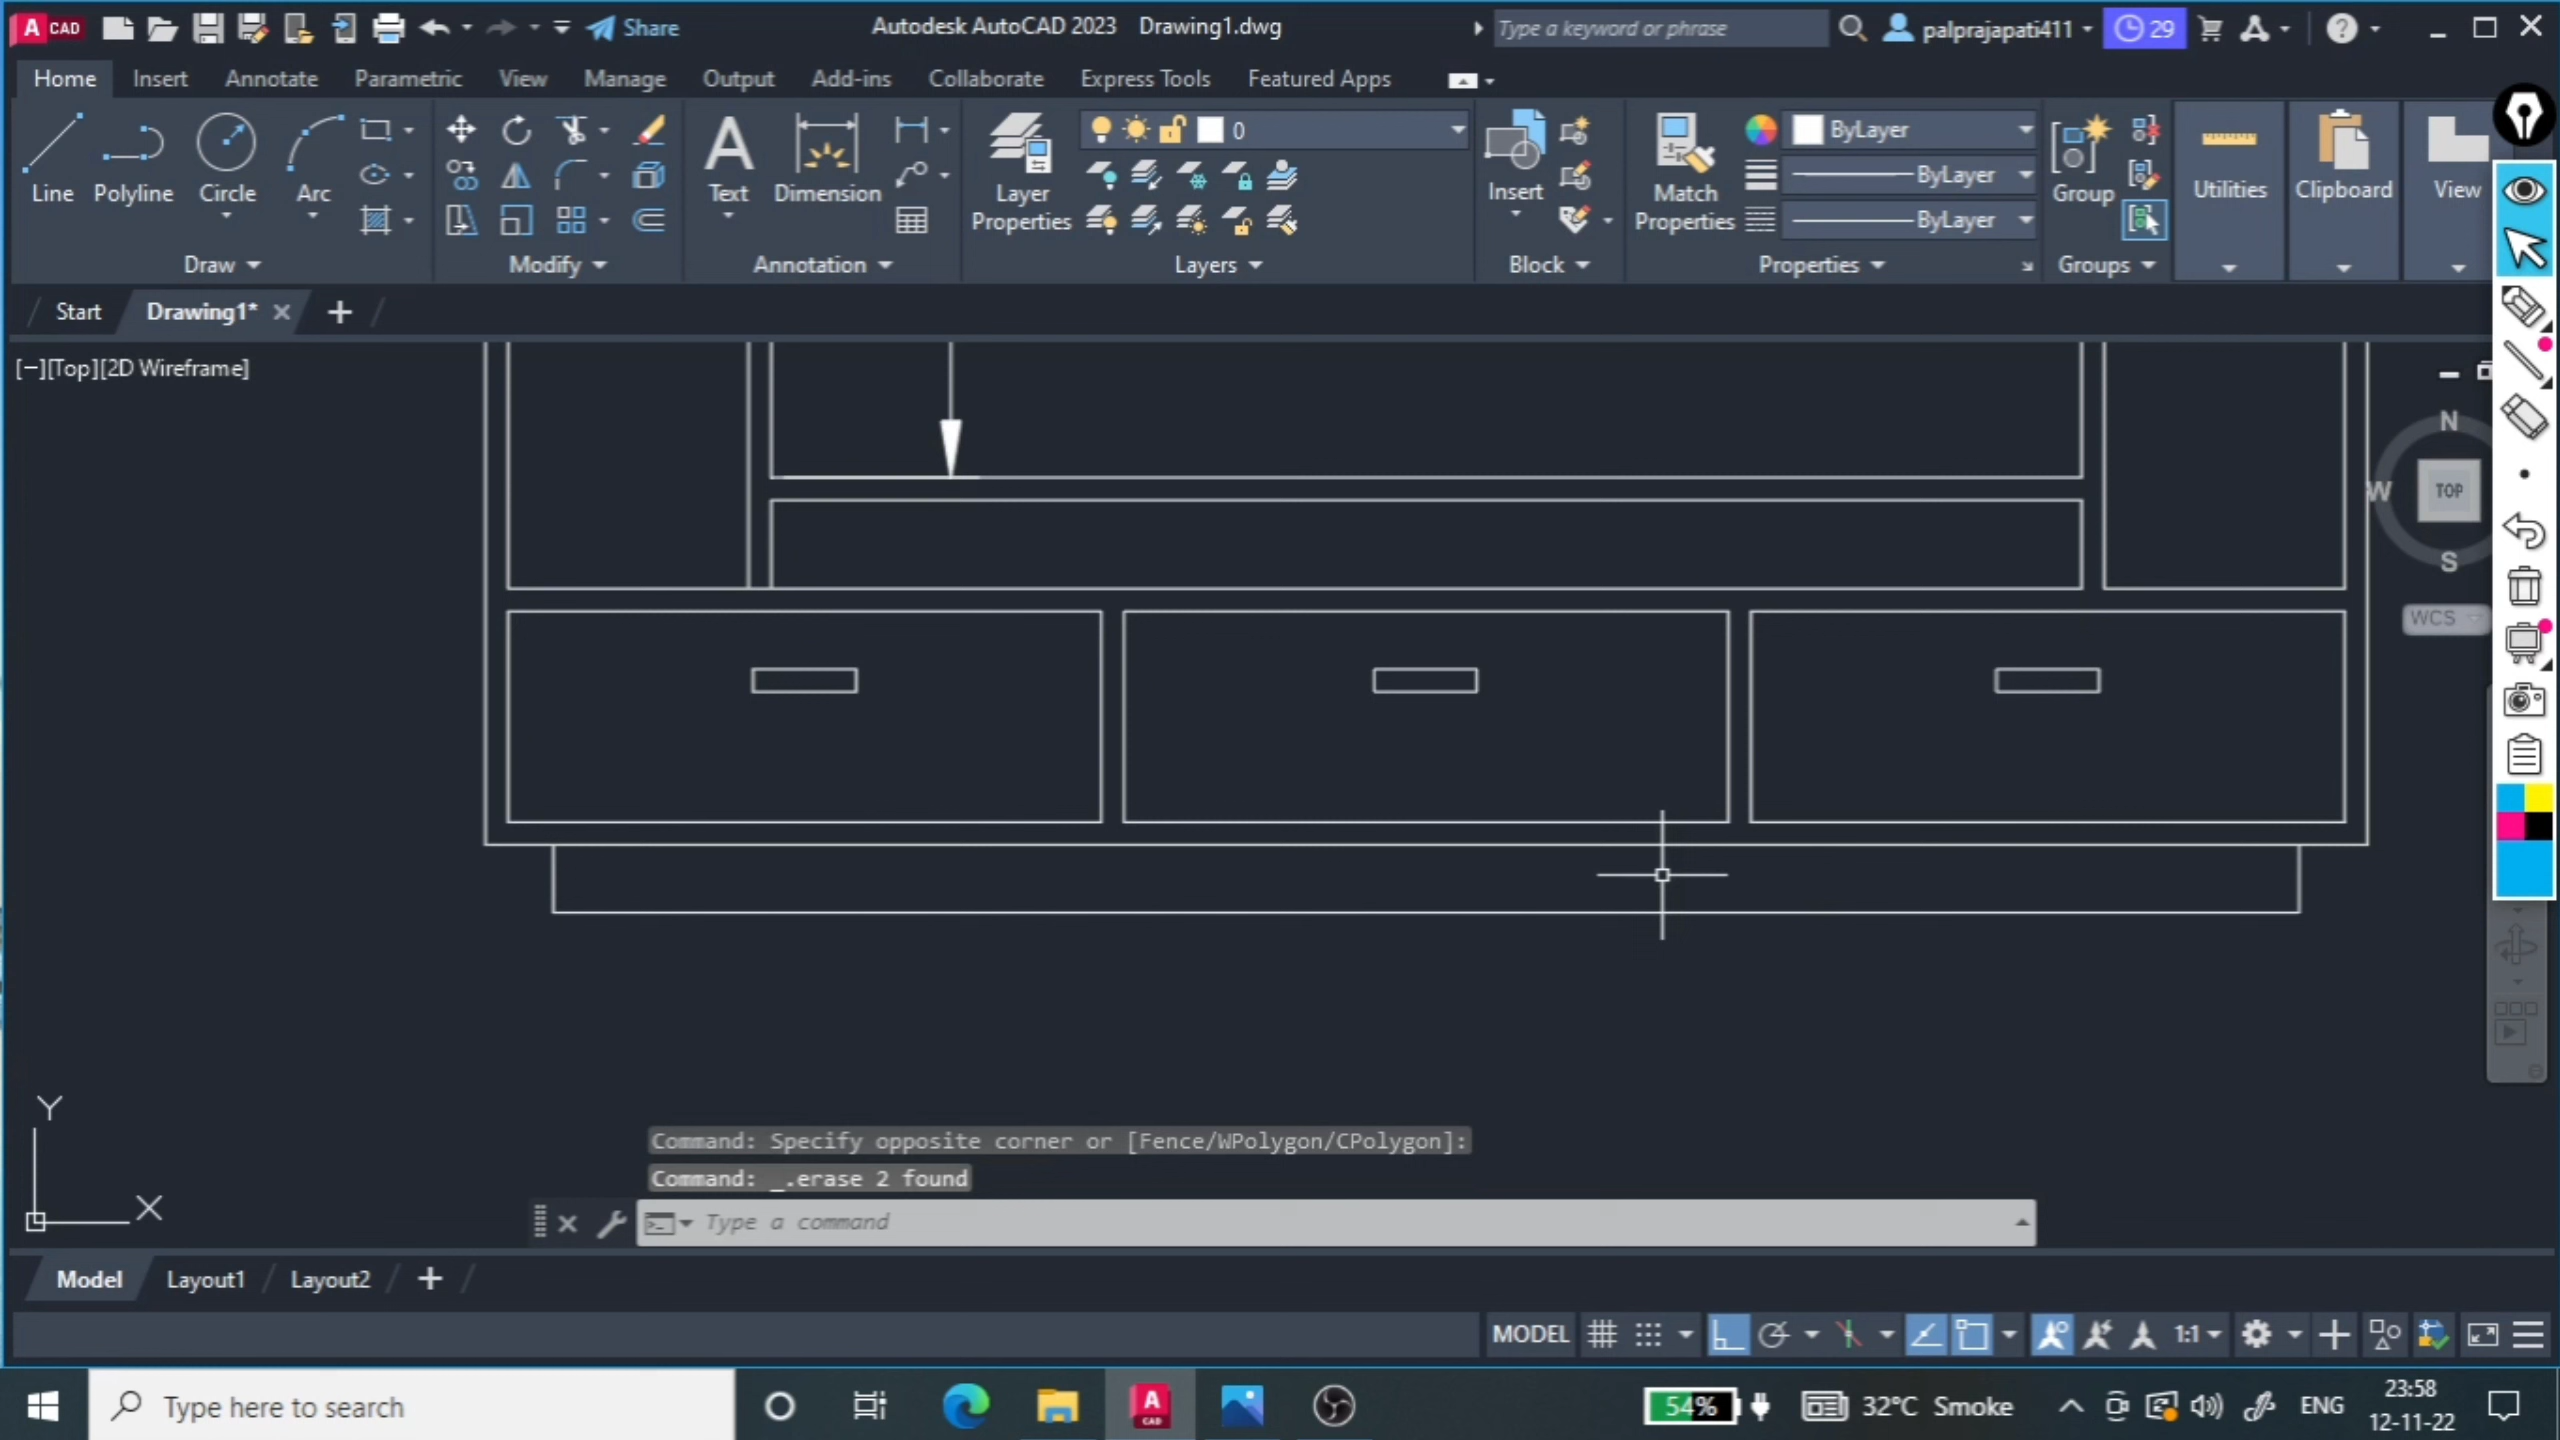 A CAD Share Autodesk AutoCAD 2023 Drawing1.dwg Type a keyword or phrase palprajapati411 29
Home Insert Annotate Parametric View Manage Output Add-ins Collaborate Express Tools Featured Apps
0 ByLayer
Line Polyline Circle Arc Text Dimension Layer Properties Insert Match Properties ByLayer ByLayer Group Utilities Clipboard View
Draw Modify Annotation Layers Block Properties Groups
Start Drawing1* +
[−][Top][2D Wireframe]
N
W TOP
S
WCS
Y
X
Command: Specify opposite corner or [Fence/WPolygon/CPolygon]:
Command: _.erase 2 found
Type a command
Model Layout1 Layout2 +
MODEL 1:1
Type here to search A CAD 54% 32°C Smoke ENG 23:58
12-11-22